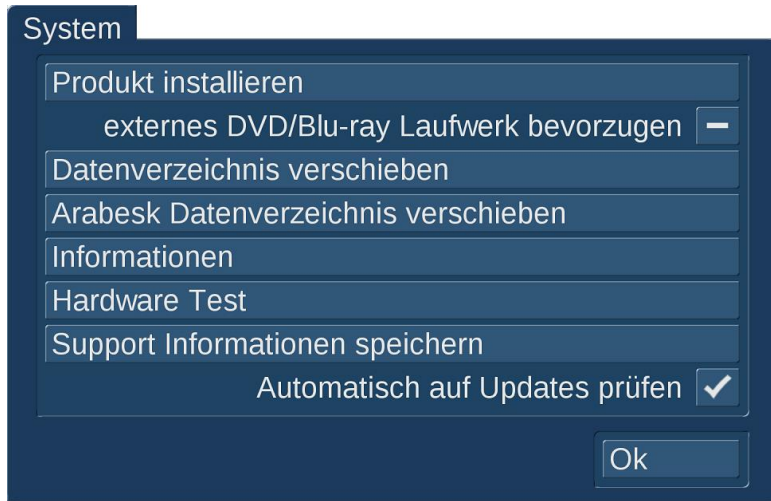 System
Produkt installieren
externes DVD/Blu-ray Laufwerk bevorzugen
Datenverzeichnis verschieben
Arabesk Datenverzeichnis verschieben
Informationen
Hardware Test
Support Informationen speichern
Automatisch auf Updates prüfen
Ok